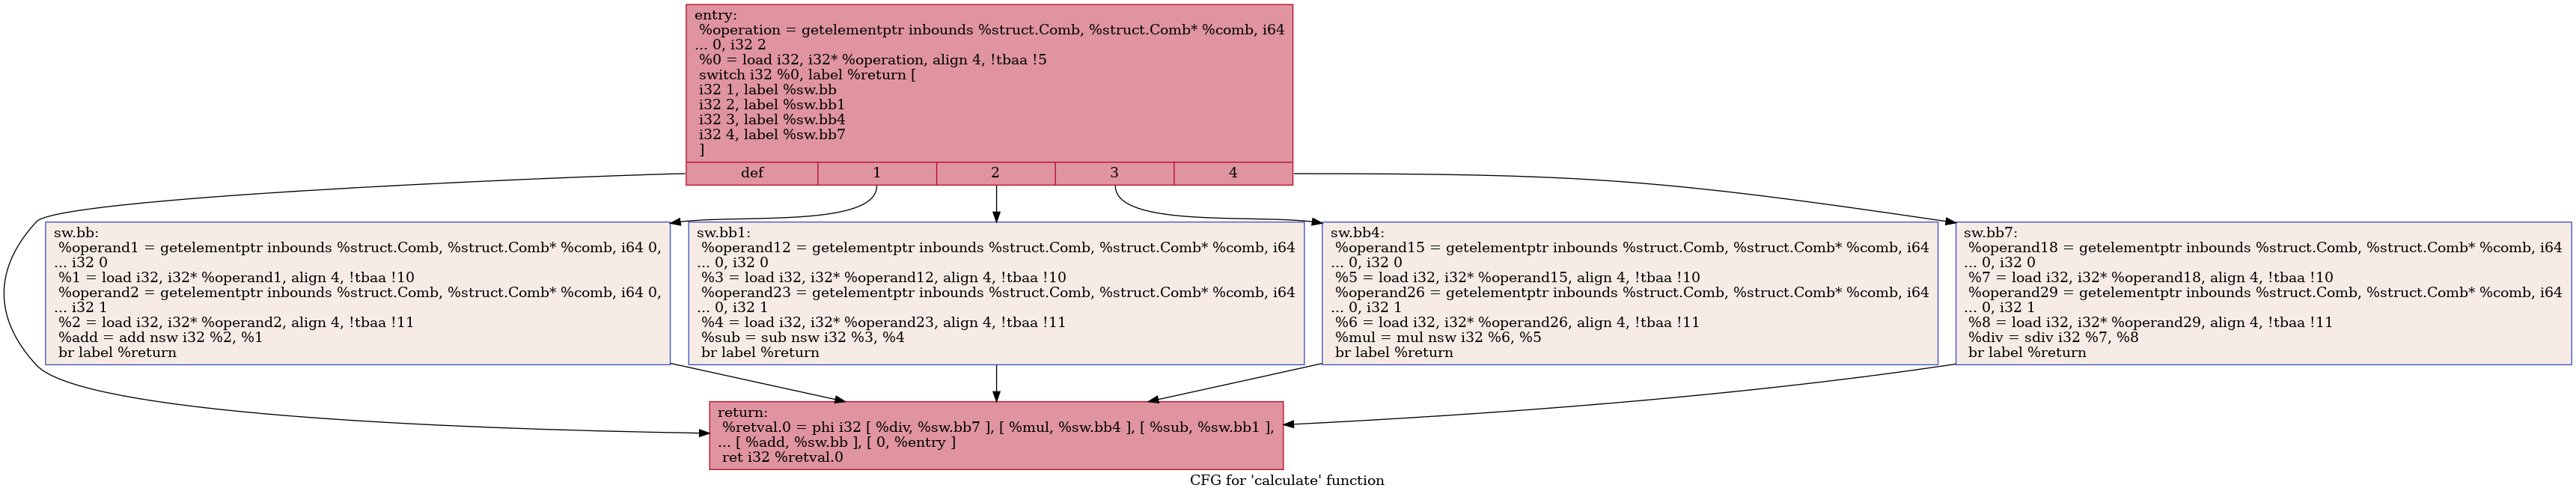 entry:
%operation = getelementptr inbounds %struct.Comb, %struct.Comb* %comb, i64
... 0, i32 2
%0 = load i32, i32* %operation, align 4, !tbaa !5
switch i32 %0, label %return [
i32 1, label %sw.bb
i32 2, label %sw.bb1
i32 3, label %sw.bb4
i32 4, label %sw.bb7
]
def 1 2 3 4
sw.bb:
%operand1 = getelementptr inbounds %struct.Comb, %struct.Comb* %comb, i64 0,
... i32 0
%1 = load i32, i32* %operand1, align 4, !tbaa !10
%operand2 = getelementptr inbounds %struct.Comb, %struct.Comb* %comb, i64 0,
... i32 1
%2 = load i32, i32* %operand2, align 4, !tbaa !11
%add = add nsw i32 %2, %1
br label %return
sw.bb1:
%operand12 = getelementptr inbounds %struct.Comb, %struct.Comb* %comb, i64
... 0, i32 0
%3 = load i32, i32* %operand12, align 4, !tbaa !10
%operand23 = getelementptr inbounds %struct.Comb, %struct.Comb* %comb, i64
... 0, i32 1
%4 = load i32, i32* %operand23, align 4, !tbaa !11
%sub = sub nsw i32 %3, %4
br label %return
sw.bb4:
%operand15 = getelementptr inbounds %struct.Comb, %struct.Comb* %comb, i64
... 0, i32 0
%5 = load i32, i32* %operand15, align 4, !tbaa !10
%operand26 = getelementptr inbounds %struct.Comb, %struct.Comb* %comb, i64
... 0, i32 1
%6 = load i32, i32* %operand26, align 4, !tbaa !11
%mul = mul nsw i32 %6, %5
br label %return
sw.bb7:
%operand18 = getelementptr inbounds %struct.Comb, %struct.Comb* %comb, i64
... 0, i32 0
%7 = load i32, i32* %operand18, align 4, !tbaa !10
%operand29 = getelementptr inbounds %struct.Comb, %struct.Comb* %comb, i64
... 0, i32 1
%8 = load i32, i32* %operand29, align 4, !tbaa !11
%div = sdiv i32 %7, %8
br label %return
return:
%retval.0 = phi i32 [ %div, %sw.bb7 ], [ %mul, %sw.bb4 ], [ %sub, %sw.bb1 ],
... [ %add, %sw.bb ], [ 0, %entry ]
ret i32 %retval.0
CFG for 'calculate' function